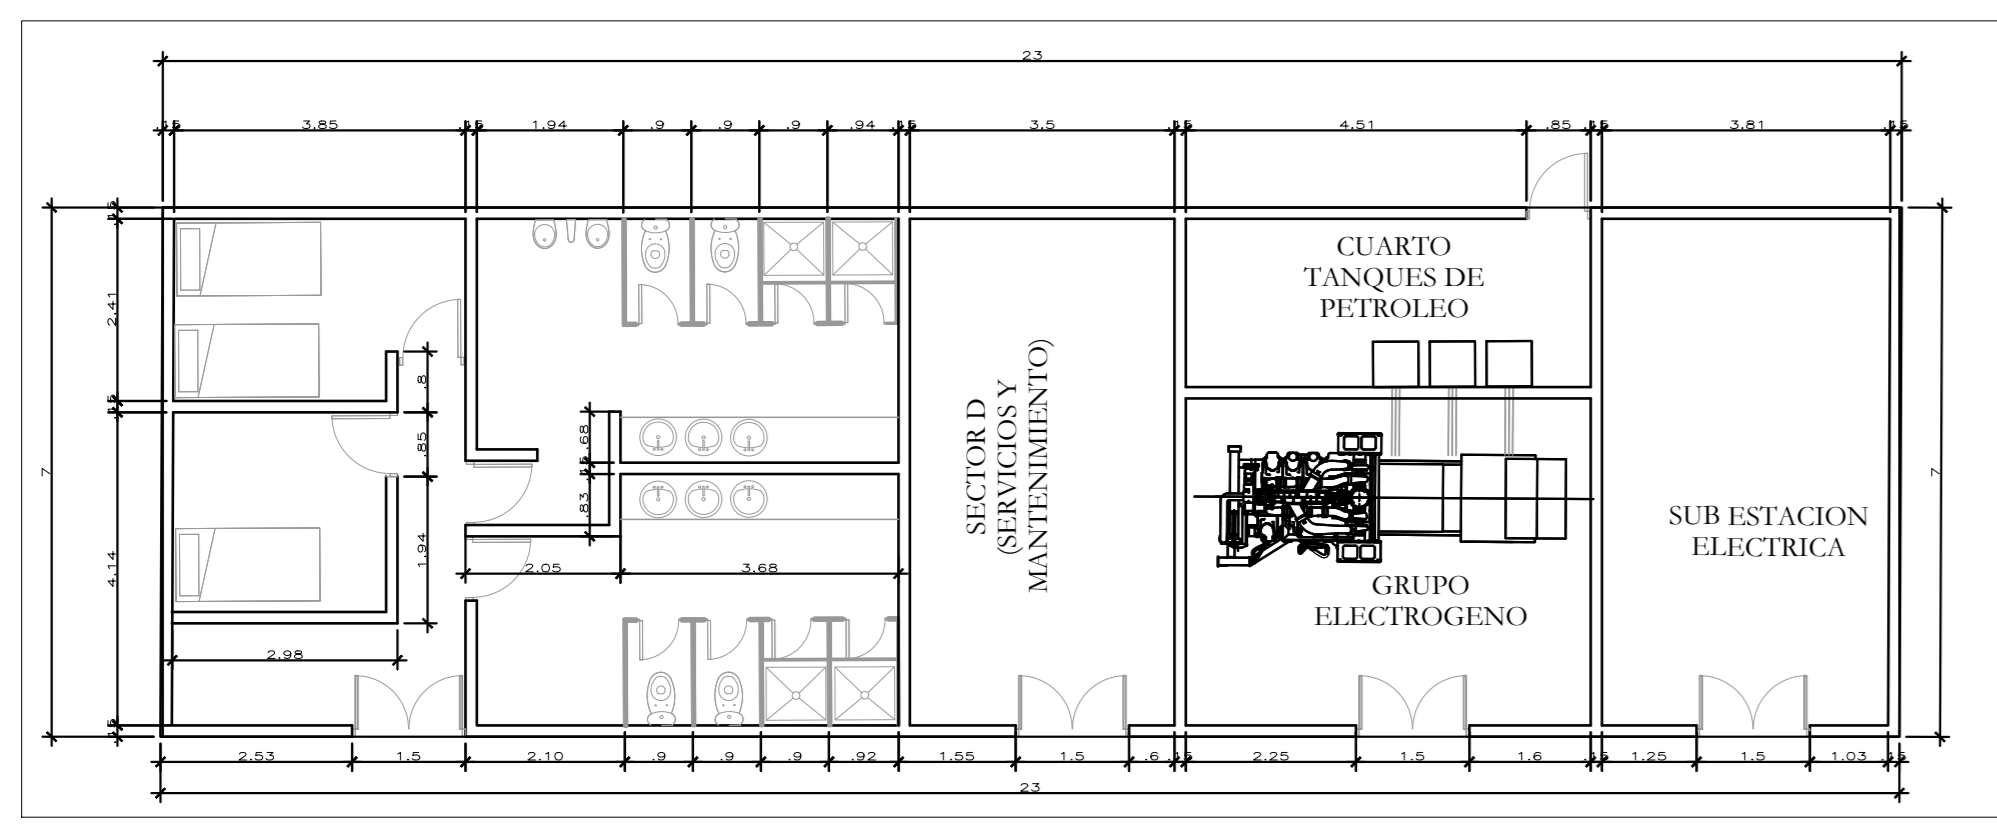 23
.15 3.85 .15 1.94 .9 .9 .9 .94 .15 3.5 .15 4.51 .85 .15 3.81 .15
.15
2.41
.15
4.14
.15
7
.8
.85
1.94
2.98
.68
.15
.83
2.05 3.68
SECTOR D
(SERVICIOS Y
MANTENIMIENTO)
CUARTO
TANQUES DE
PETROLEO
GRUPO
ELECTROGENO
SUB ESTACION
ELECTRICA
7
2.53 1.5 2.10 .9 .9 .9 .92 1.55 1.5 .6 .15 2.25 1.5 1.6 .15 1.25 1.5 1.03 .15
23